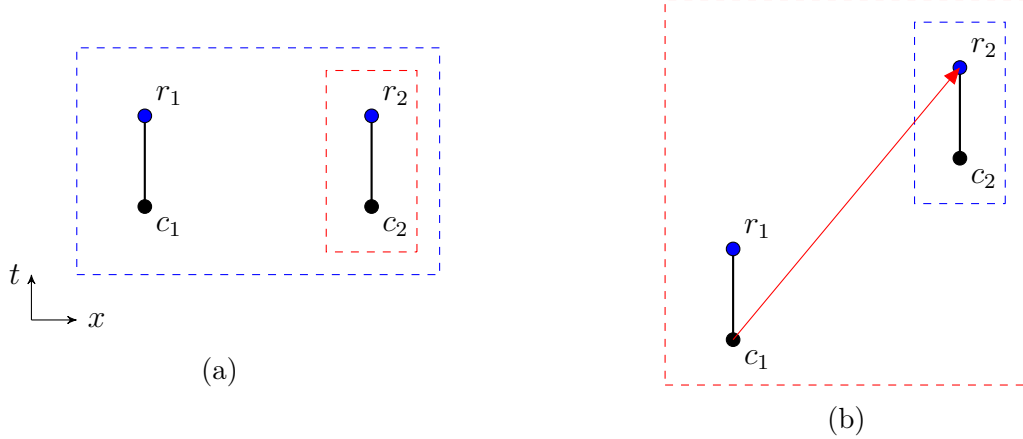 r₁
r₂
c₁
c₂
t
x
(a)
r₂
c₂
r₁
c₁
(b)